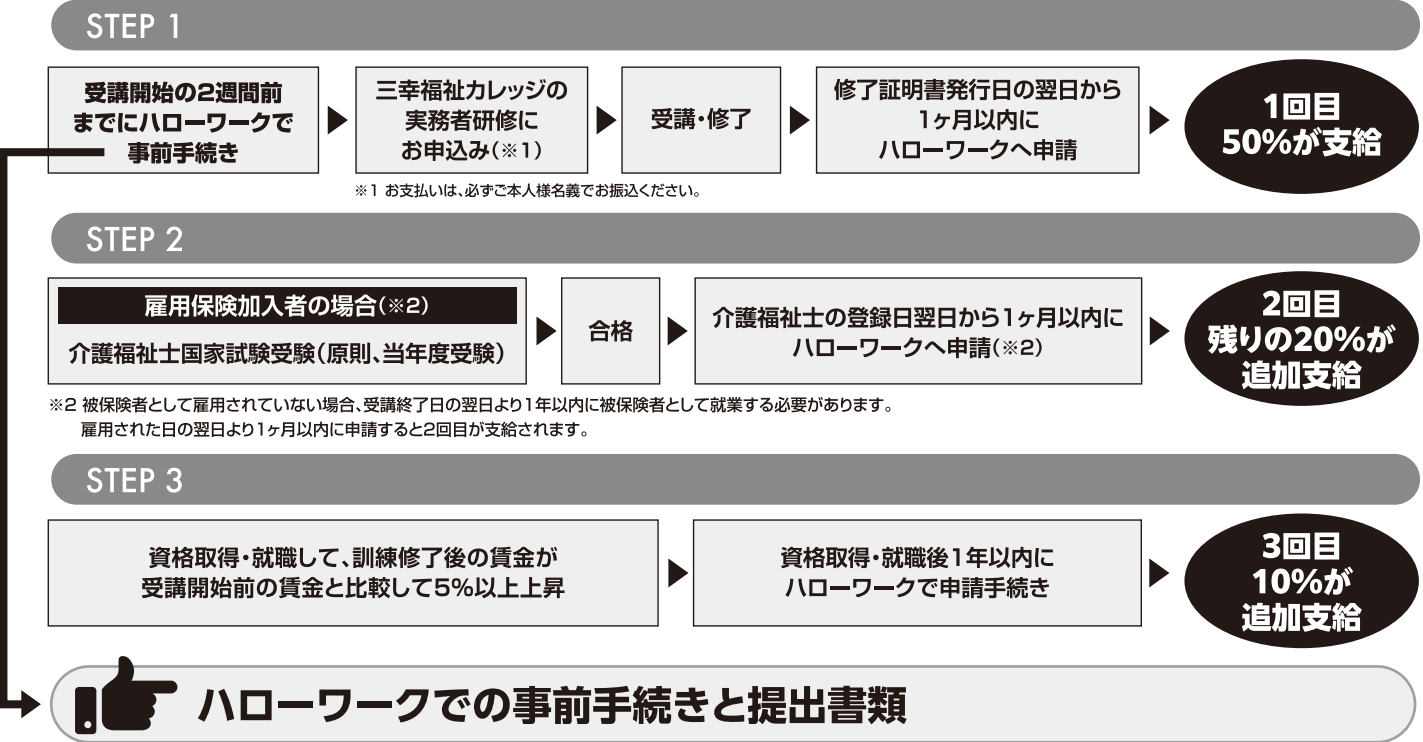 STEP 1
受講開始の2週間前
までにハローワークで
事前手続き
三幸福祉カレッジの
実務者研修に
お申込み(※1)
受講・修了
修了証明書発行日の翌日から
1ヶ月以内に
ハローワークへ申請
1回目
50%が支給
※1 お支払いは、必ずご本人様名義でお振込ください。
STEP 2
雇用保険加入者の場合(※2)
介護福祉士国家試験受験(原則、当年度受験)
合格
介護福祉士の登録日翌日から1ヶ月以内に
ハローワークへ申請(※2)
2回目
残りの20%が
追加支給
※2 被保険者として雇用されていない場合、受講終了日の翌日より1年以内に被保険者として就業する必要があります。
雇用された日の翌日より1ヶ月以内に申請すると2回目が支給されます。
STEP 3
資格取得・就職して、訓練修了後の賃金が
受講開始前の賃金と比較して5%以上上昇
資格取得・就職後1年以内に
ハローワークで申請手続き
3回目
10%が
追加支給
ハローワークでの事前手続きと提出書類